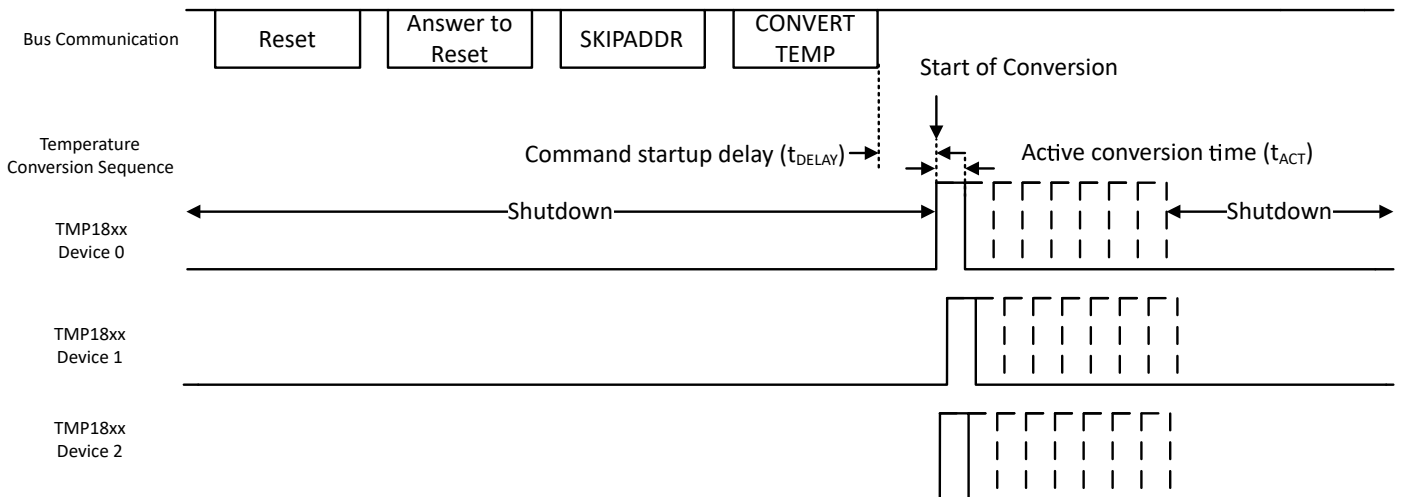 Bus Communication
Reset
Answer to
Reset
SKIPADDR
CONVERT
TEMP
Start of Conversion
Temperature
Conversion Sequence
Command startup delay (tDELAY)
Active conversion time (tACT)
Shutdown
Shutdown
TMP18xx
Device 0
TMP18xx
Device 1
TMP18xx
Device 2